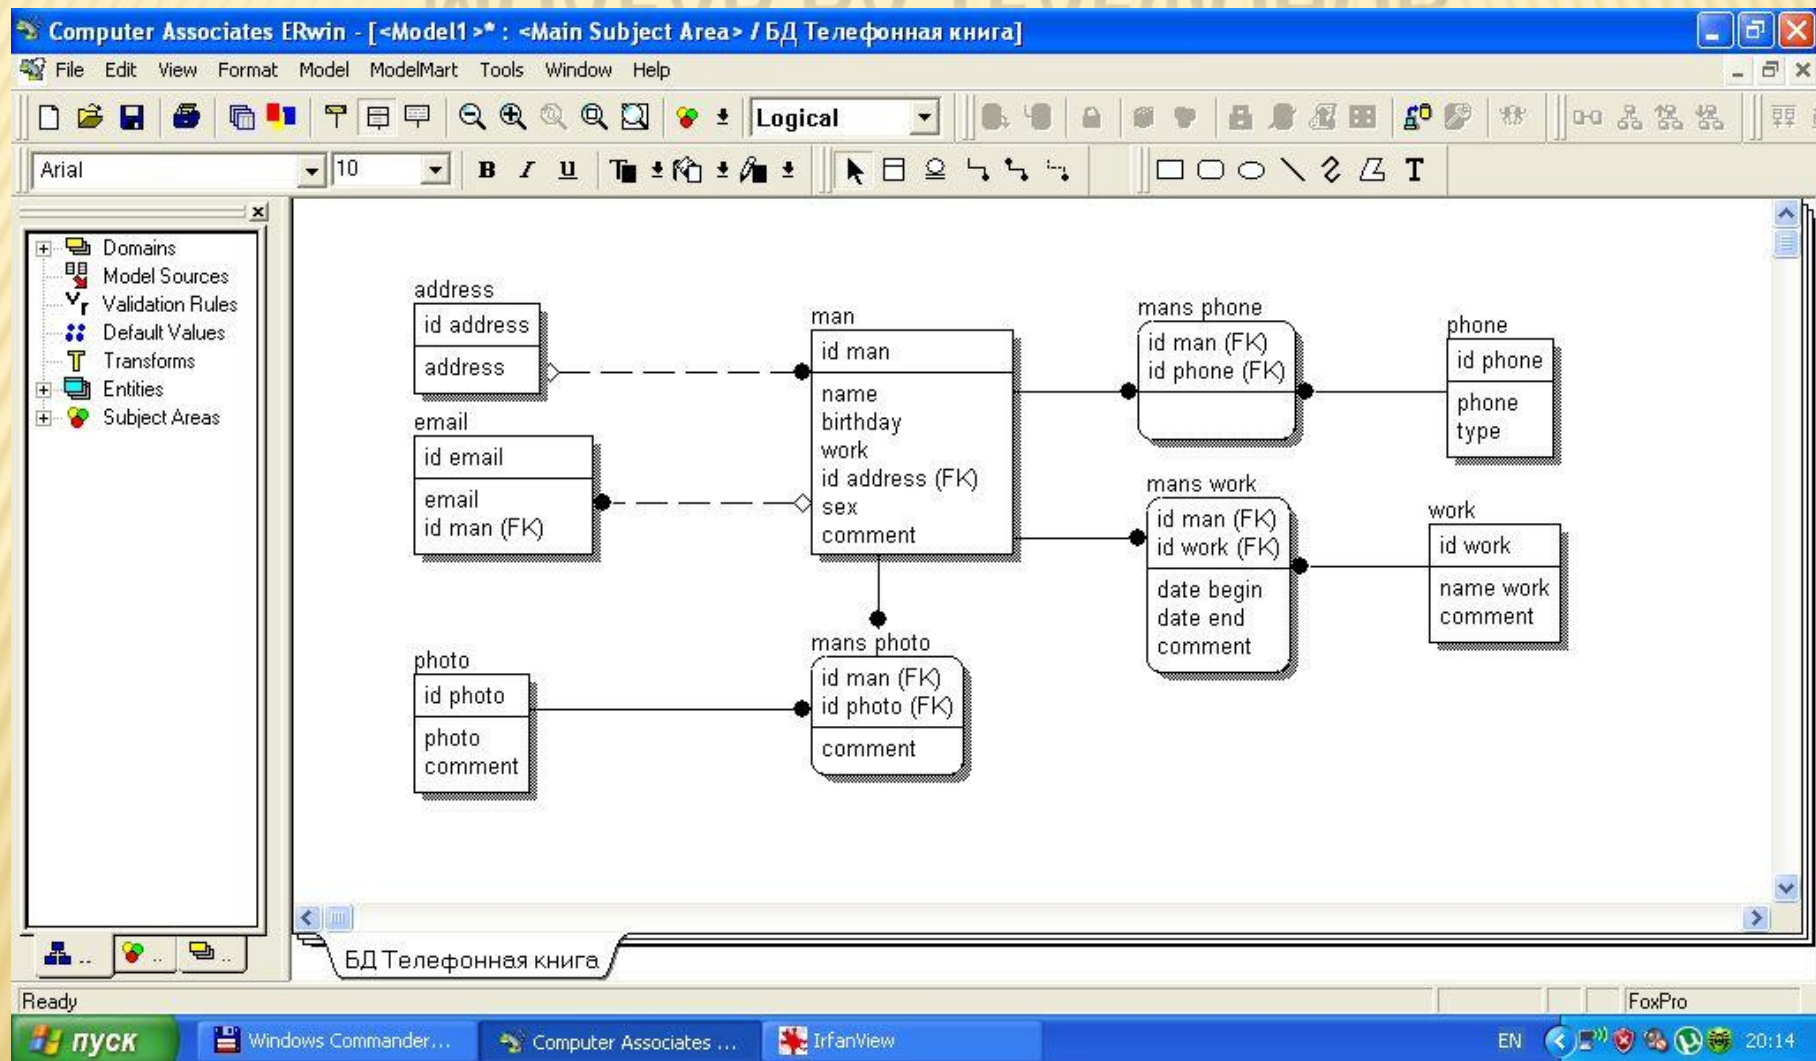 Computer Associates ERwin - [<Model1>* : <Main Subject Area> / БД Телефонная книга]
File Edit View Format Model ModelMart Tools Window Help
Logical
Arial 10 B I U T
Domains
Model Sources
Validation Rules
Default Values
Transforms
Entities
Subject Areas
address
id address
address
email
id email
email
id man (FK)
man
id man
name
birthday
work
id address (FK)
sex
comment
mans phone
id man (FK)
id phone (FK)
phone
id phone
phone
type
mans work
id man (FK)
id work (FK)
date begin
date end
comment
work
id work
name work
comment
photo
id photo
photo
comment
mans photo
id man (FK)
id photo (FK)
comment
БД Телефонная книга
Ready FoxPro
пуск Windows Commander... Computer Associates ... IrfanView EN 20:14